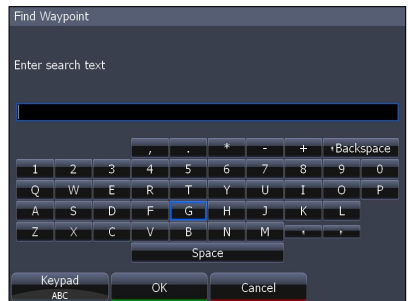 Find Waypoint
Enter search text
, . * - + Backspace
1 2 3 4 5 6 7 8 9 0
Q W E R T Y U I O P
A S D F G H J K L
Z X C V B N M
Space
Keypad OK Cancel
ABC